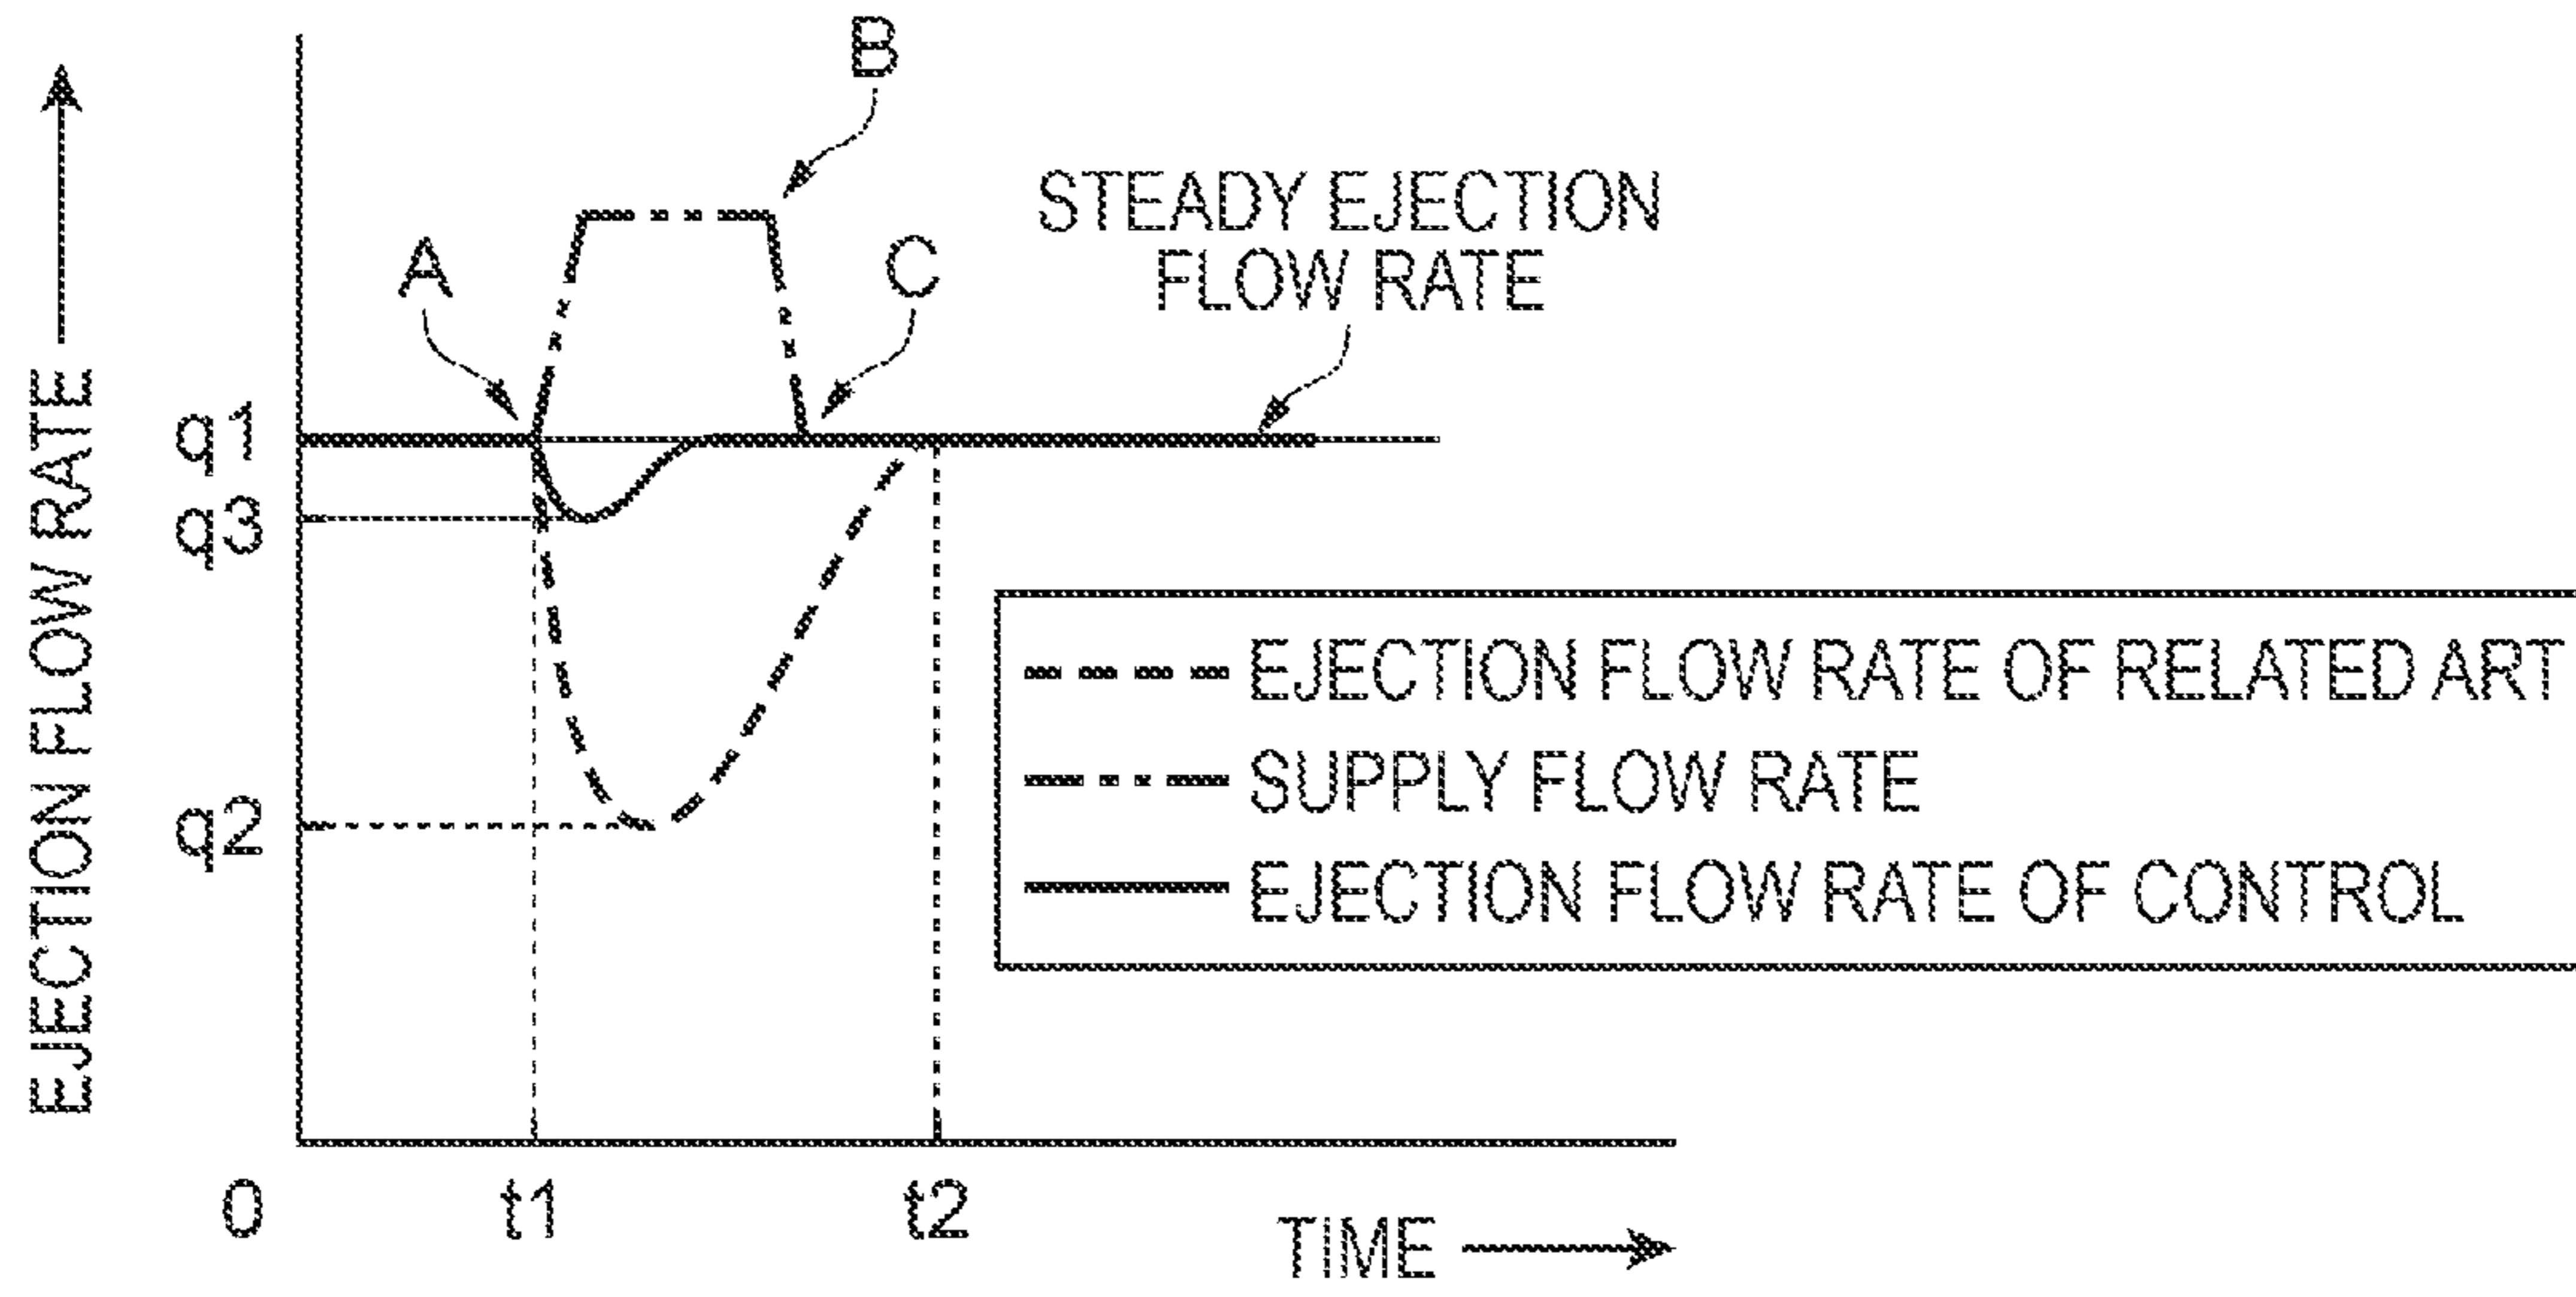 B
STEADY EJECTION
FLOW RATE
A
C
EJECTION FLOW RATE
q1
q3
q2
EJECTION FLOW RATE OF RELATED ART
SUPPLY FLOW RATE
EJECTION FLOW RATE OF CONTROL
0
t1
t2
TIME